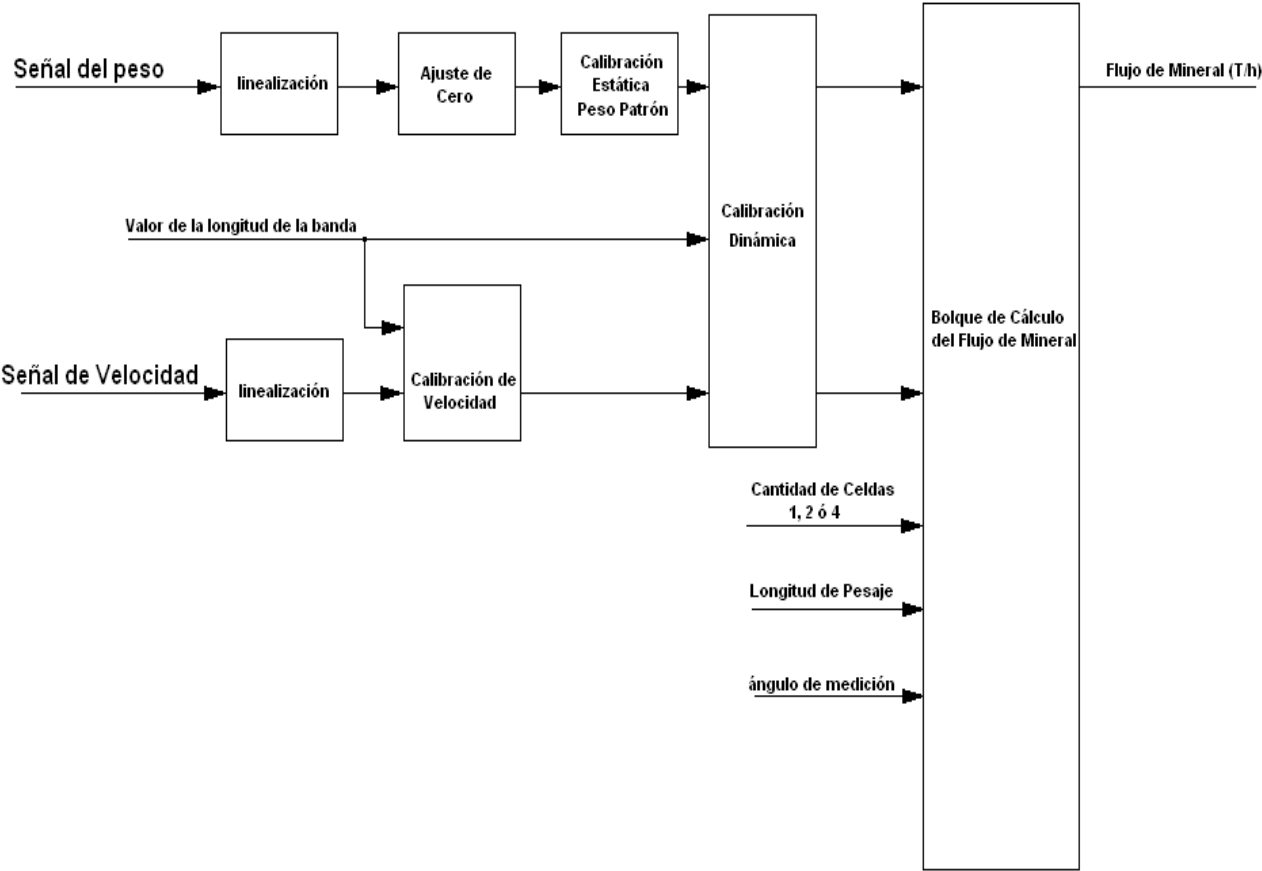 Señal del peso
linealización
Ajuste de
Cero
Calibración
Estática
Peso Patrón
Flujo de Mineral (T/h)
Valor de la longitud de la banda
Calibración
Dinámica
Bolque de Cálculo
del Flujo de Mineral
Señal de Velocidad
linealización
Calibración de
Velocidad
Cantidad de Celdas
1, 2 ó 4
Longitud de Pesaje
ángulo de medición